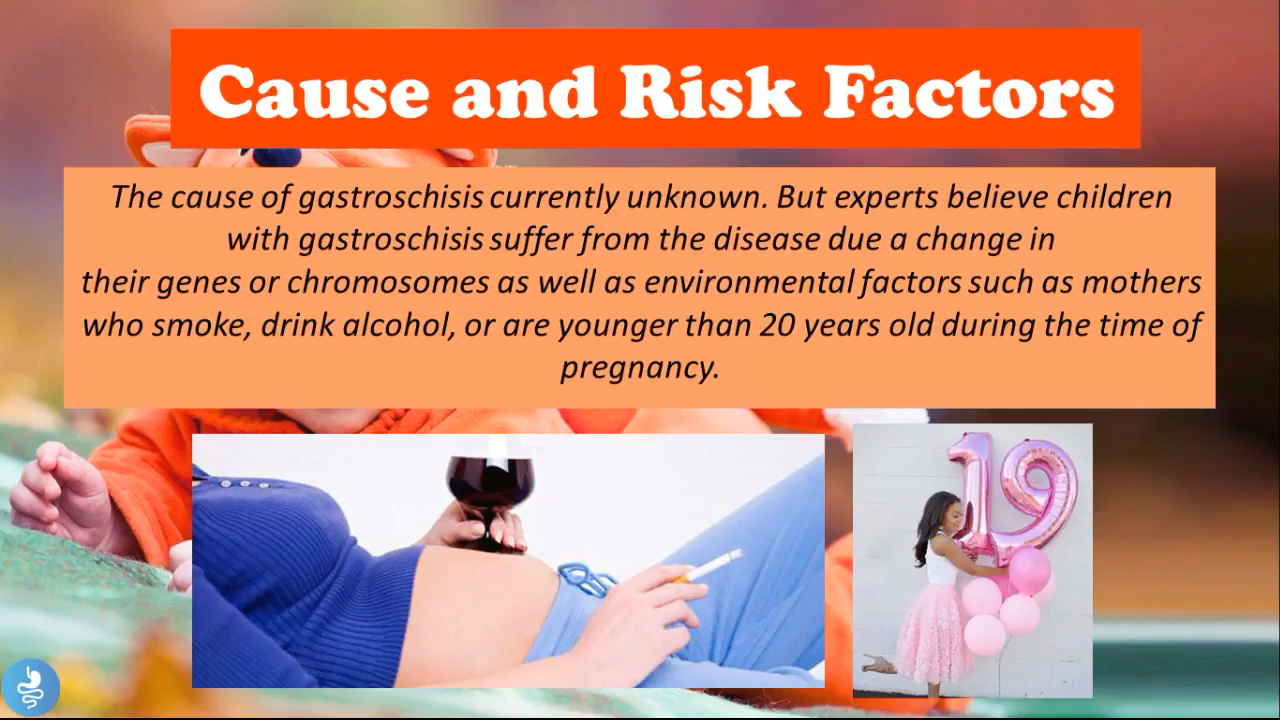 Cause and Risk Factors
The cause of gastroschisis currently unknown. But experts believe children
with gastroschisis suffer from the disease due a change in
their genes or chromosomes as well as environmental factors such as mothers
who smoke, drink alcohol, or are younger than 20 years old during the time of
pregnancy.
19